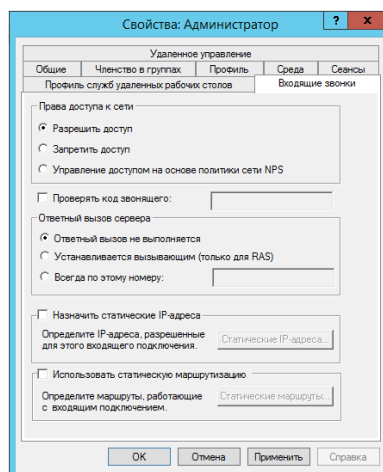 Свойства: Администратор
?
x
Удаленное управление
Общие Членство в группах Профиль Среда Сеансы
Профиль служб удаленных рабочих столов Входящие звонки
Права доступа к сети
Разрешить доступ
Запретить доступ
Управление доступом на основе политики сети NPS
Проверять код звонящего:
Ответный вызов сервера
Ответный вызов не выполняется
Устанавливается вызывающим (только для RAS)
Всегда по этому номеру:
Назначить статические IP-адреса
Определите IP-адреса, разрешенные
для этого входящего подключения.
Статические IP-адреса...
Использовать статическую маршрутизацию
Определите маршруты, работающие
с входящим подключением.
Статические маршруты...
OK Отмена Применить Справка